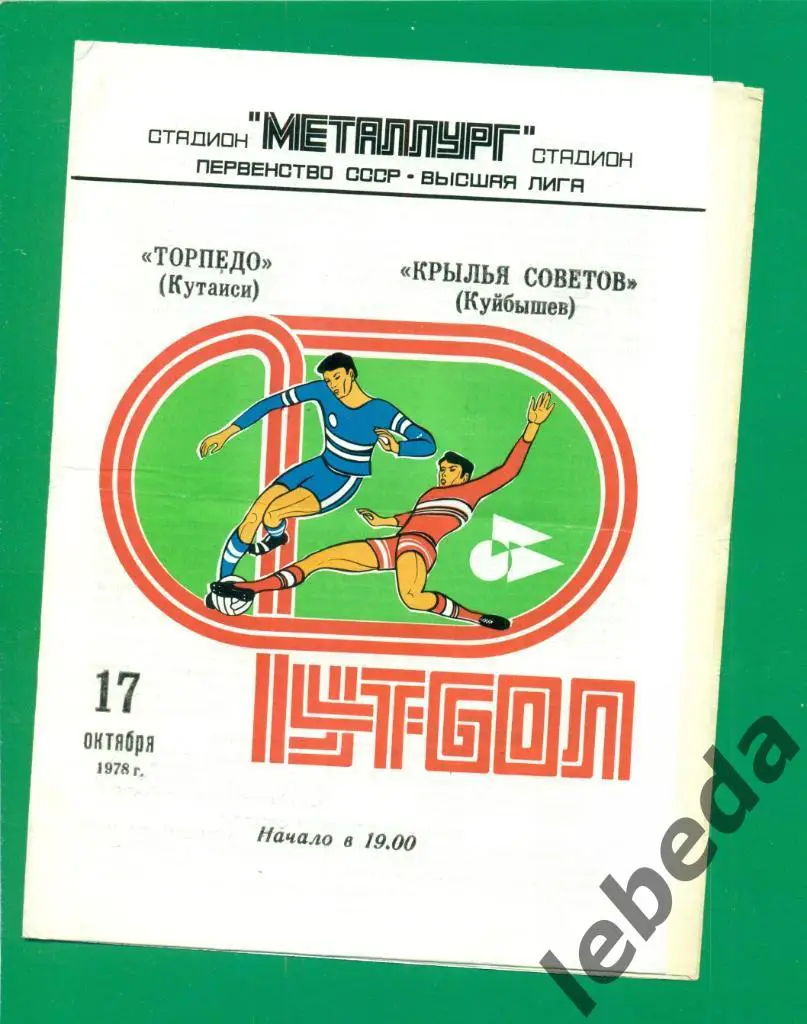 СТАДИОН "МЕТАЛЛУРГ" СТАДИОН
ПЕРВЕНСТВО СССР - ВЫСШАЯ ЛИГА
«ТОРПЕДО»
(Кутаиси)
«КРЫЛЬЯ СОВЕТОВ»
(Куйбышев)
ФУТБОЛ
17
октября
1978 г.
Начало в 19.00
lebeda